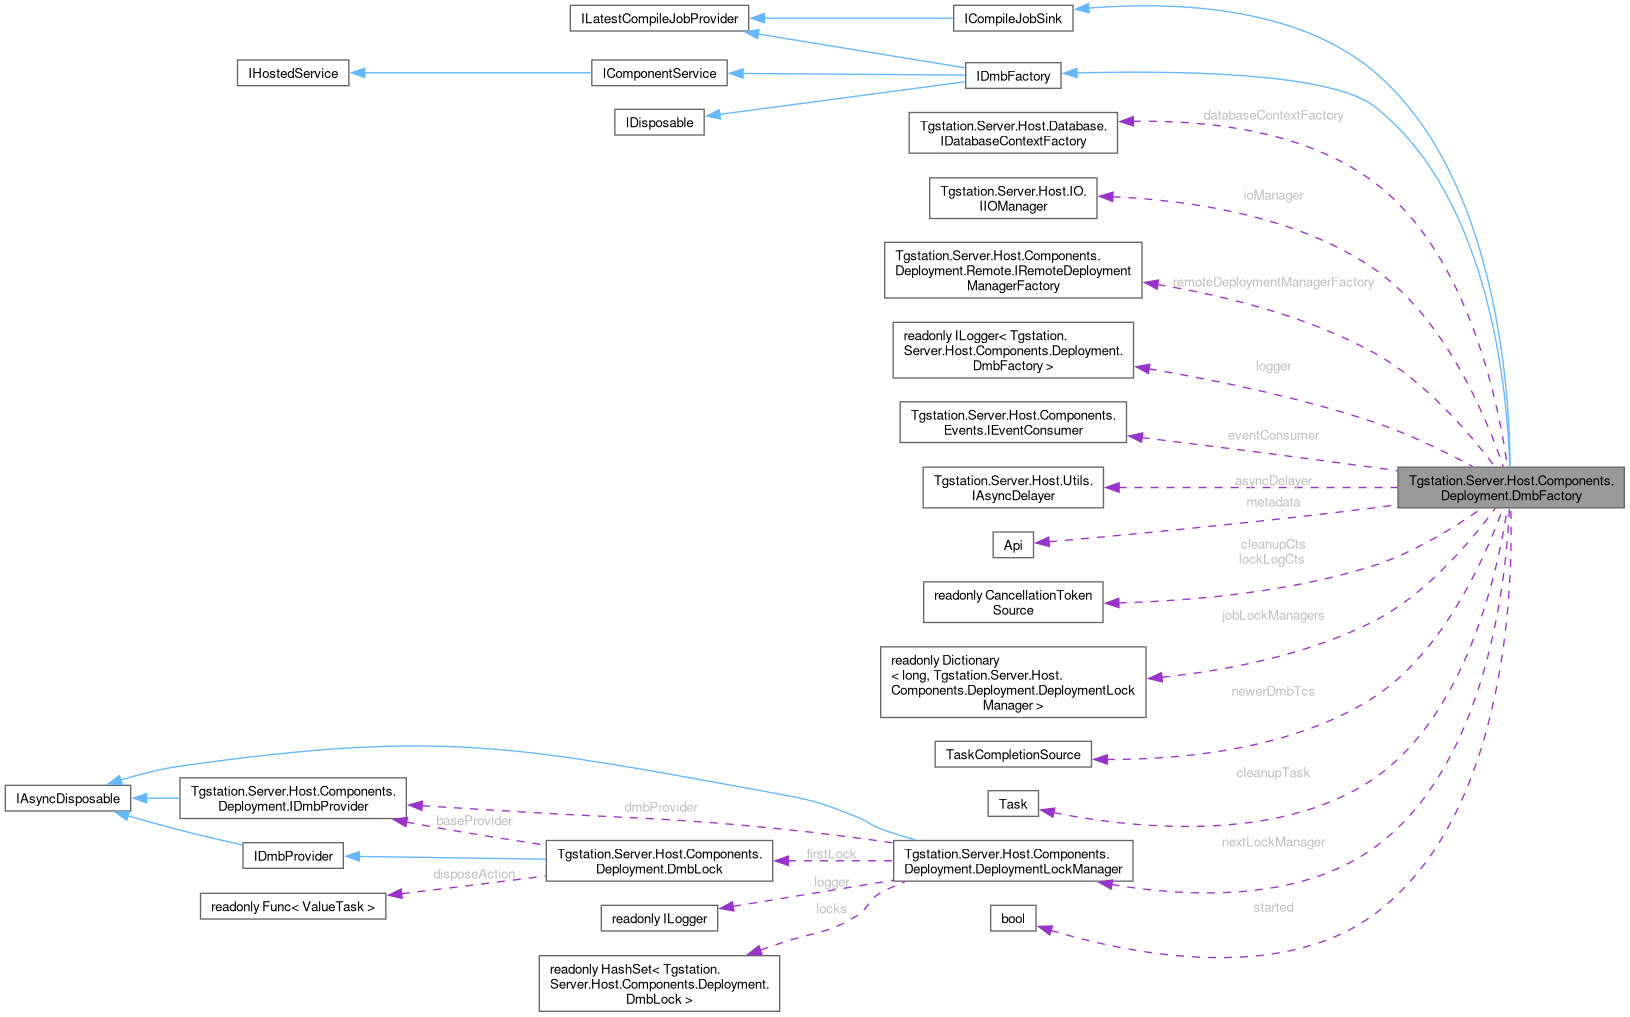 ILatestCompileJobProvider
ICompileJobSink
IHostedService
IComponentService
IDmbFactory
IDisposable
databaseContextFactory
Tgstation.Server.Host.Database.
IDatabaseContextFactory
ioManager
Tgstation.Server.Host.IO.
IIOManager
Tgstation.Server.Host.Components.
Deployment.Remote.IRemoteDeployment
ManagerFactory
remoteDeploymentManagerFactory
readonly ILogger< Tgstation.
Server.Host.Components.Deployment.
DmbFactory >
logger
Tgstation.Server.Host.Components.
Events.IEventConsumer
eventConsumer
Tgstation.Server.Host.Utils.
IAsyncDelayer
asyncDelayer
Tgstation.Server.Host.Components.
Deployment.DmbFactory
metadata
Api
cleanupCts
lockLogCts
readonly CancellationToken
Source
jobLockManagers
readonly Dictionary
< long, Tgstation.Server.Host.
Components.Deployment.DeploymentLock
Manager >
newerDmbTcs
TaskCompletionSource
cleanupTask
Task
IAsyncDisposable
Tgstation.Server.Host.Components.
Deployment.IDmbProvider
dmbProvider
baseProvider
IDmbProvider
Tgstation.Server.Host.Components.
Deployment.DmbLock
firstLock
Tgstation.Server.Host.Components.
Deployment.DeploymentLockManager
nextLockManager
disposeAction
readonly Func< ValueTask >
logger
readonly ILogger
locks
bool
started
readonly HashSet< Tgstation.
Server.Host.Components.Deployment.
DmbLock >